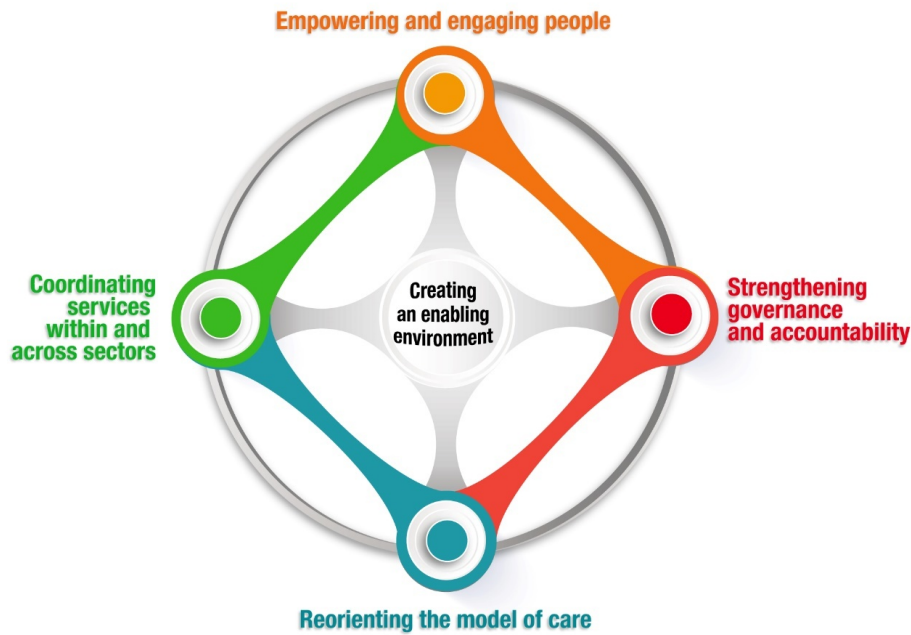 Empowering and engaging people
Coordinating
services
within and
across sectors
Creating
an enabling
environment
Strengthening
governance
and accountability
Reorienting the model of care